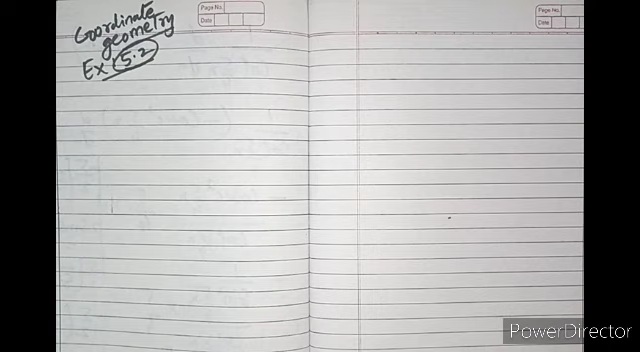 Coordinate
geometry
Ex 5.2
Page No.
Date
Page No.
Date
PowerDirector